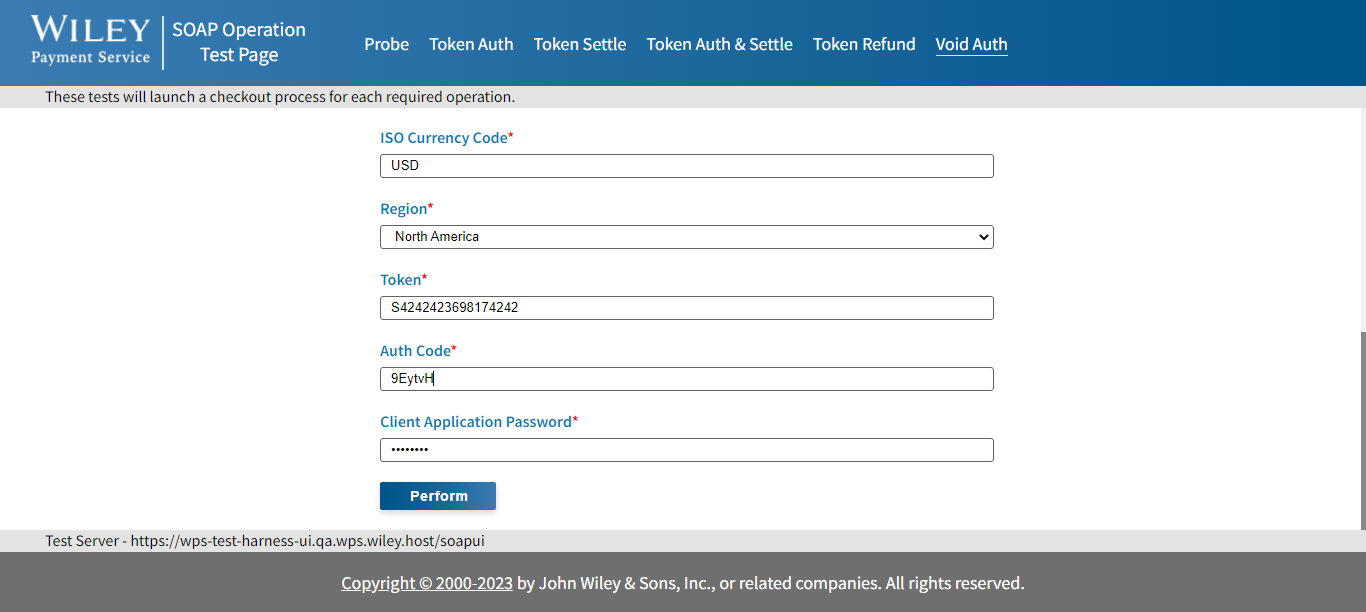 WILEY
Payment Service
SOAP Operation
Test Page
Probe Token Auth Token Settle Token Auth & Settle Token Refund Void Auth
These tests will launch a checkout process for each required operation.
ISO Currency Code*
USD
Region*
North America
Token*
S4242423698174242
Auth Code*
9EytvH
Client Application Password*
••••••••
Perform
Test Server - https://wps-test-harness-ui.qa.wps.wiley.host/soapui
Copyright © 2000-2023 by John Wiley & Sons, Inc., or related companies. All rights reserved.